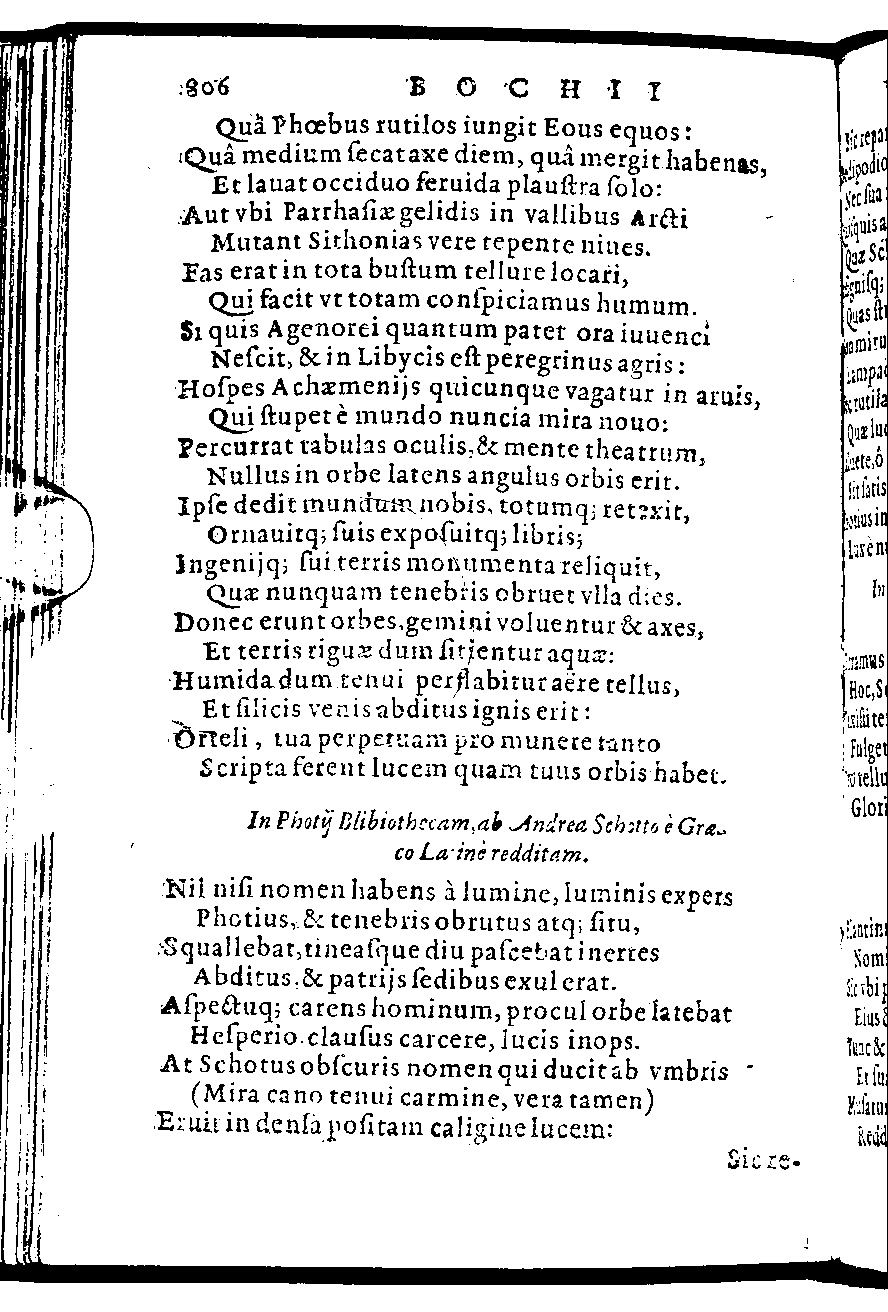 806 BOCHII
Quâ Phœbus rutilos iungit Eous equos:
Quâ medium ſecat axe diem, quâ mergit habenas,
Et lauat occiduo feruida plauſtra ſolo:
Aut vbi Parrhaſiæ gelidis in vallibus Arcti
Mutant Sithonias vere tepente niues.
Fas erat in tota buſtum tellure locari,
Qui facit vt totam conſpiciamus humum.
Si quis Agenorei quantum patet ora iuuenci
Neſcit, & in Libycis eſt peregrinus agris:
Hoſpes Achæmenijs quicunque vagatur in aruis,
Qui ſtupet è mundo nuncia mira nouo:
Percurrat tabulas oculis, & mente theatrum,
Nullus in orbe latens angulus orbis erit.
Ipſe dedit mundum nobis, totumq; retexit,
Ornauitq; ſuis expoſuitq; libris;
Ingenijq; ſui terris monumenta reliquit,
Quæ nunquam tenebris obruet vlla dies.
Donec erunt orbes, gemini voluentur & axes,
Et terris riguæ dum ſitientur aquæ:
Humida dum tenui perflabitur aëre tellus,
Et ſilicis venis abditus ignis erit:
Orteli, tua perpetuam pro munere tanto
Scripta ferent lucem quam tuus orbis habet.
In Photij Blibiothecam, ab Andrea Schotto è Græ-
co Latinè redditam.
Nil niſi nomen habens à lumine, luminis expers
Photius, & tenebris obrutus atq; ſitu,
Squallebat, tineaſque diu paſcebat inertes
Abditus, & patrijs ſedibus exul erat.
Aſpectuq; carens hominum, procul orbe latebat
Heſperio clauſus carcere, lucis inops.
At Schotus obſcuris nomen qui ducit ab vmbris
(Mira cano tenui carmine, vera tamen)
Eruit in denſa poſitam caligine lucem:
Sic re-